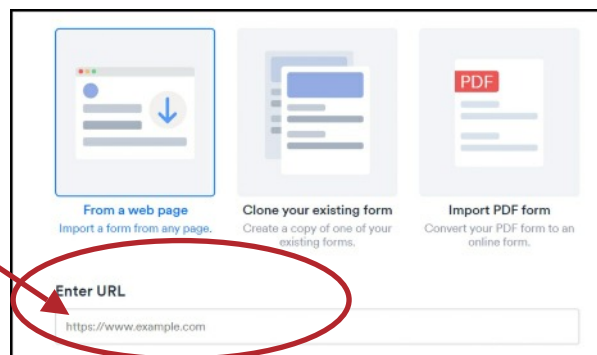 PDF
From a web page
Import a form from any page.
Clone your existing form
Create a copy of one of your
existing forms.
Import PDF form
Convert your PDF form to an
online form.
Enter URL
https://www.example.com